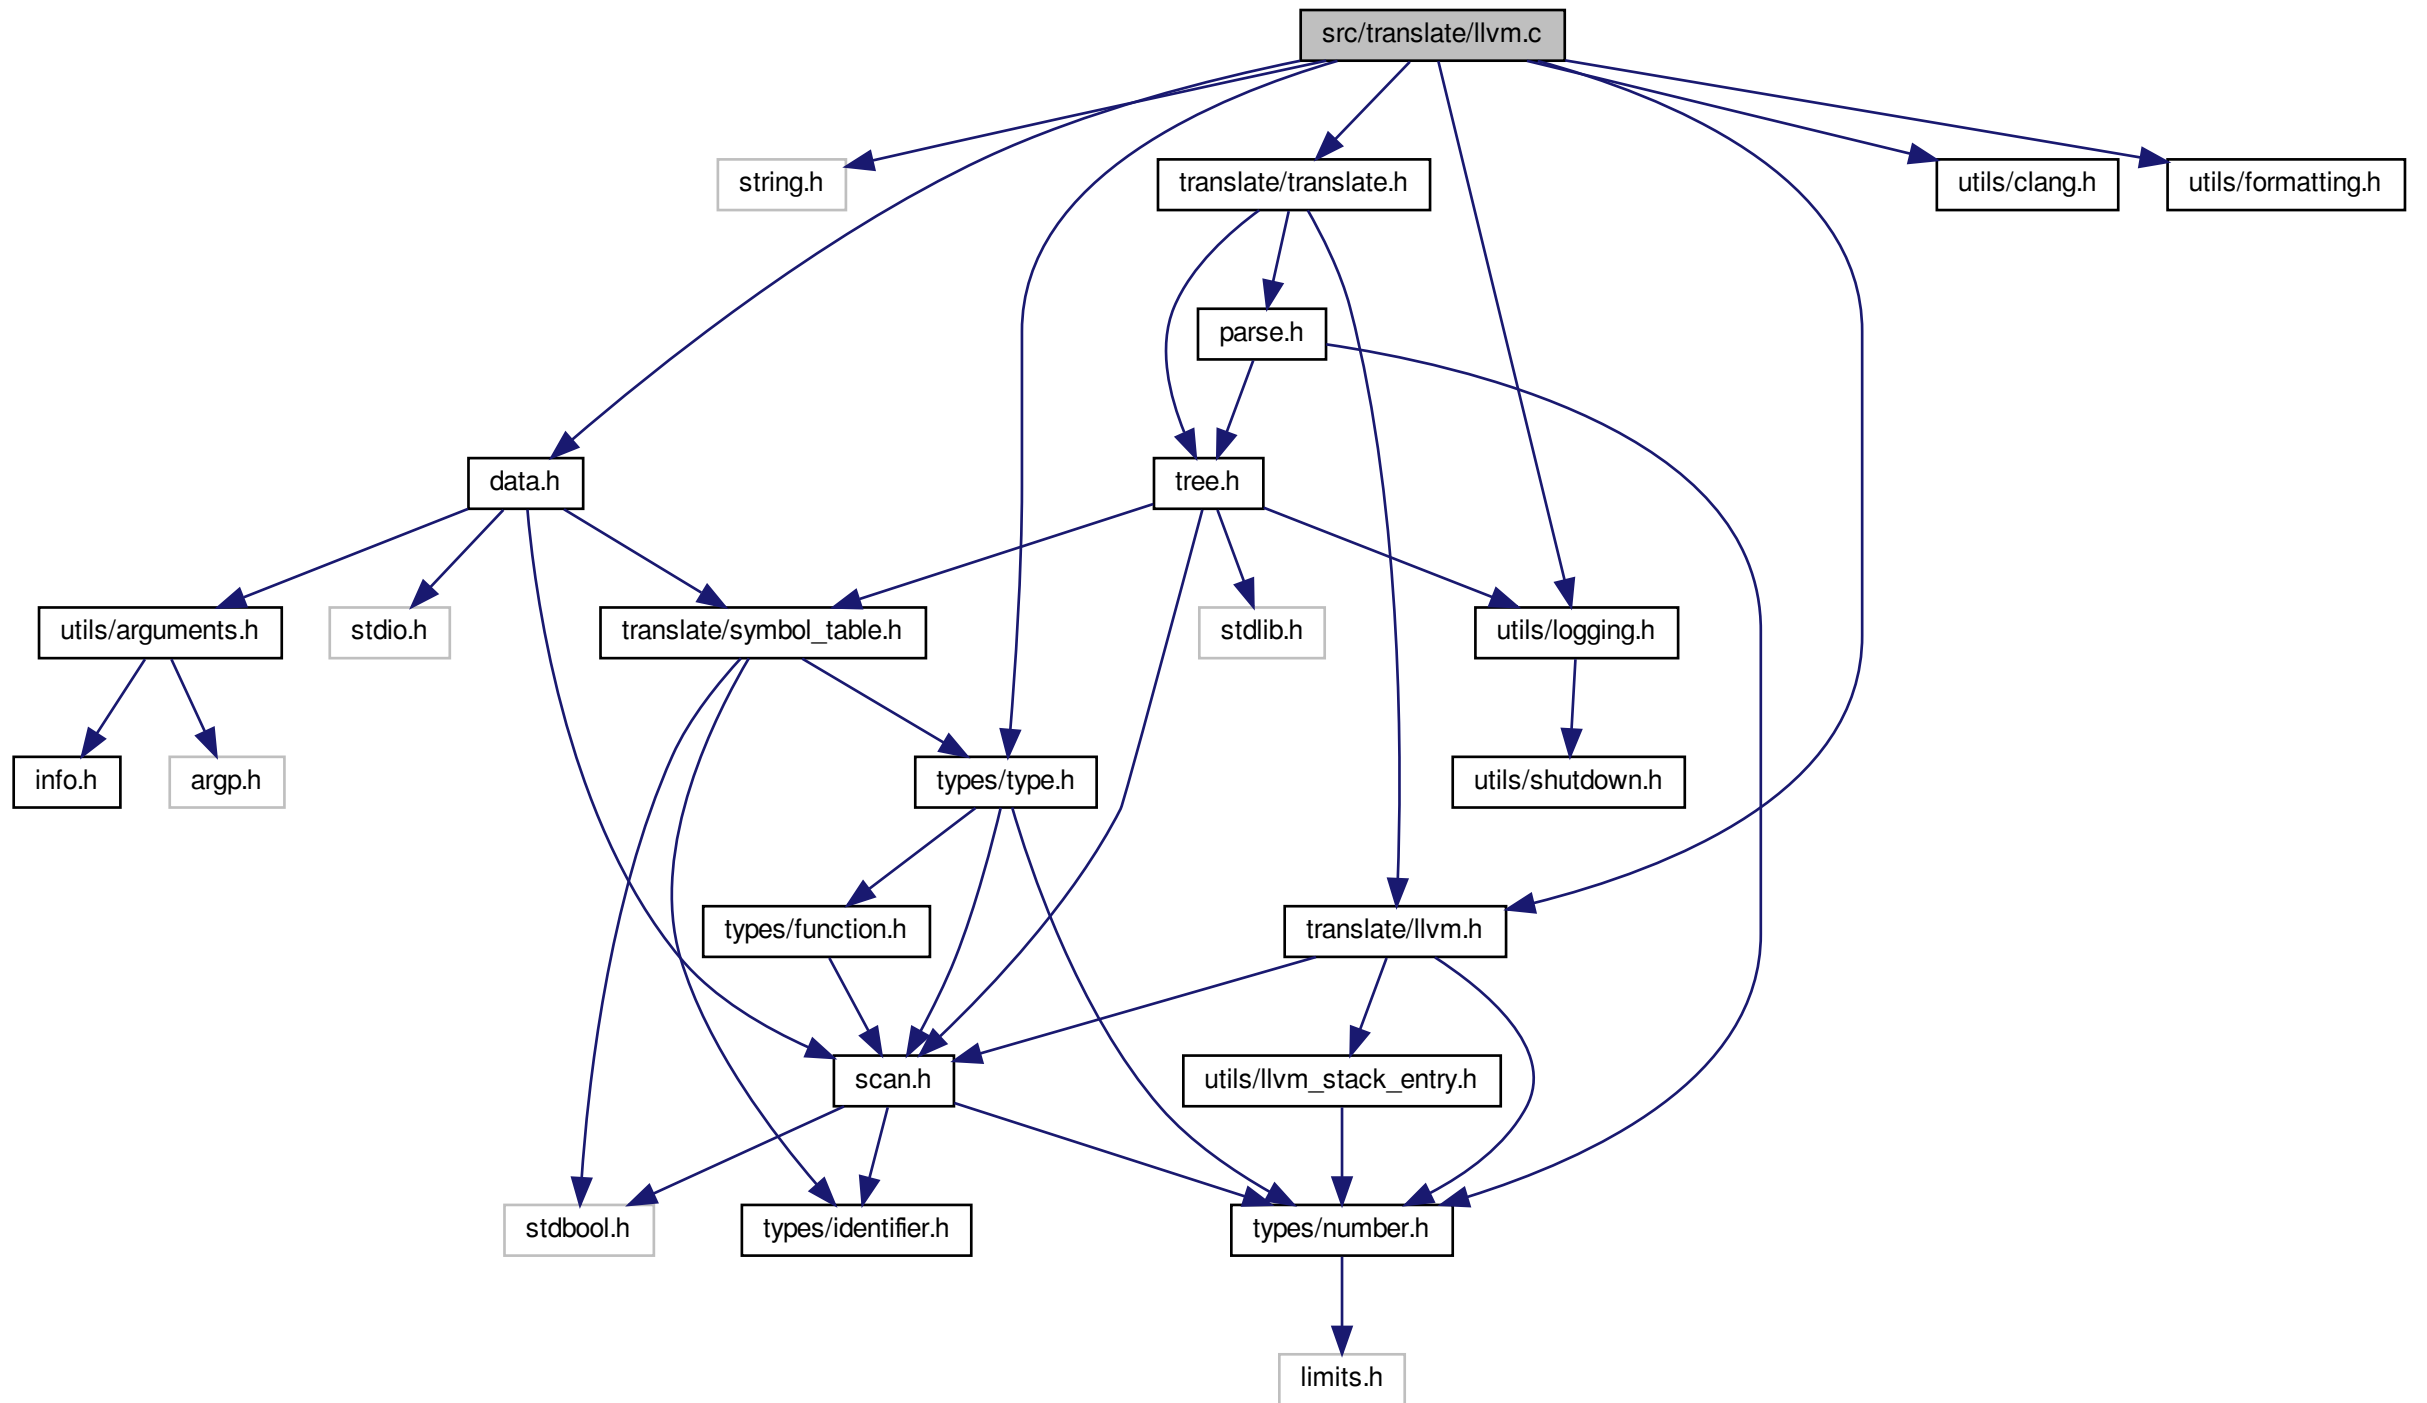 src/translate/llvm.c
string.h
translate/translate.h
utils/clang.h
utils/formatting.h
parse.h
data.h
tree.h
utils/arguments.h
stdio.h
translate/symbol_table.h
stdlib.h
utils/logging.h
info.h
argp.h
types/type.h
utils/shutdown.h
types/function.h
translate/llvm.h
scan.h
utils/llvm_stack_entry.h
stdbool.h
types/identifier.h
types/number.h
limits.h